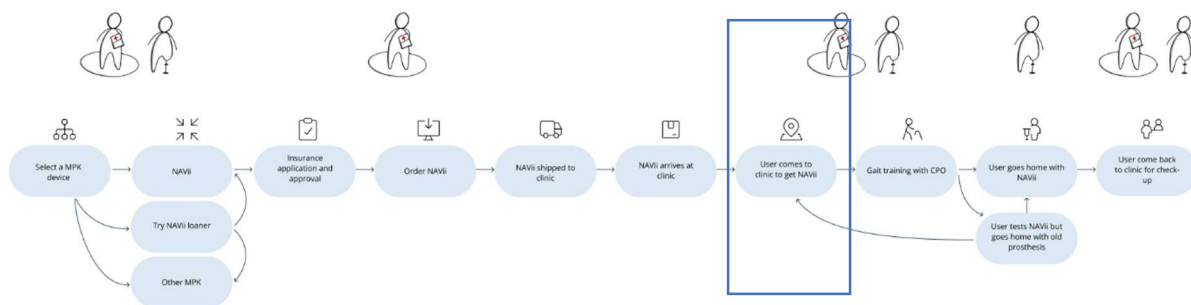 Select a MPK
device
NAVii
Insurance
application and
approval
Order NAVii
NAVii shipped to
clinic
NAVii arrives at
clinic
User comes to
clinic to get NAVii
Gait training with CPO
User goes home with
NAVii
User come back
to clinic for check-
up
Try NAVii loaner
User tests NAVii but
goes home with old
prosthesis
Other MPK